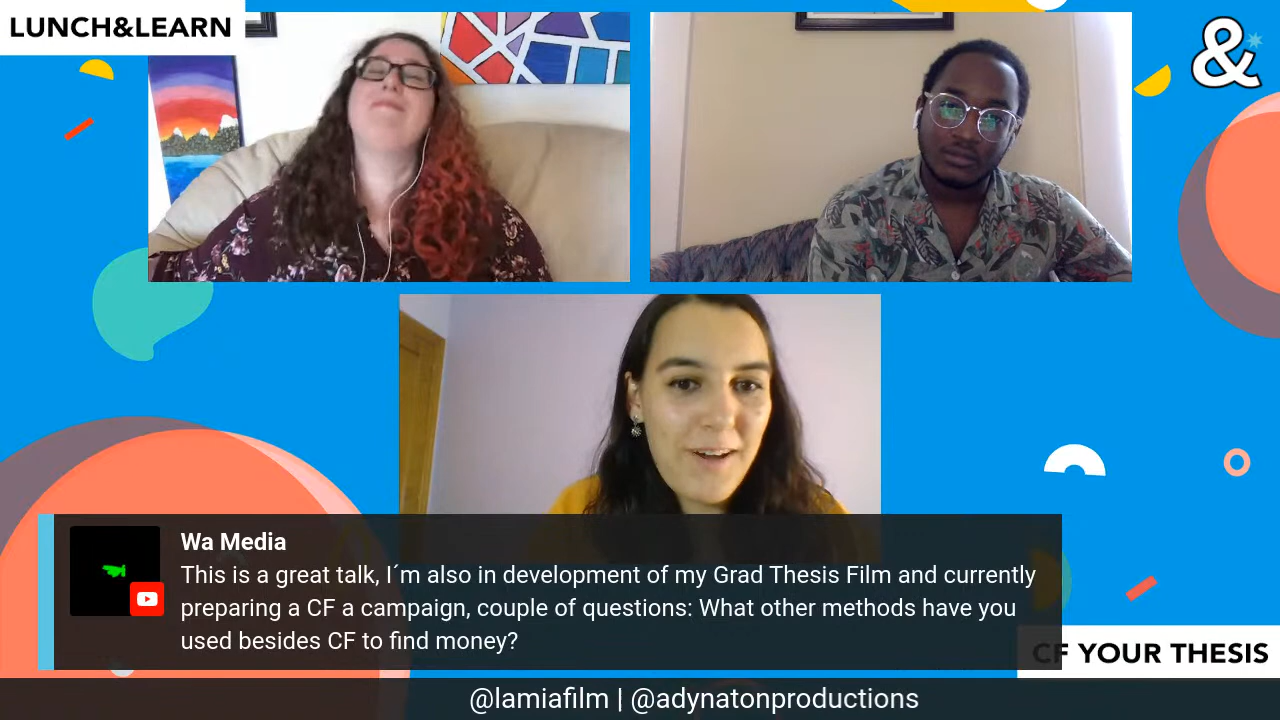 LUNCH&LEARN
&
Wa Media
This is a great talk, I´m also in development of my Grad Thesis Film and currently
preparing a CF a campaign, couple of questions: What other methods have you
used besides CF to find money?
CF YOUR THESIS
@lamiafilm | @adynatonproductions